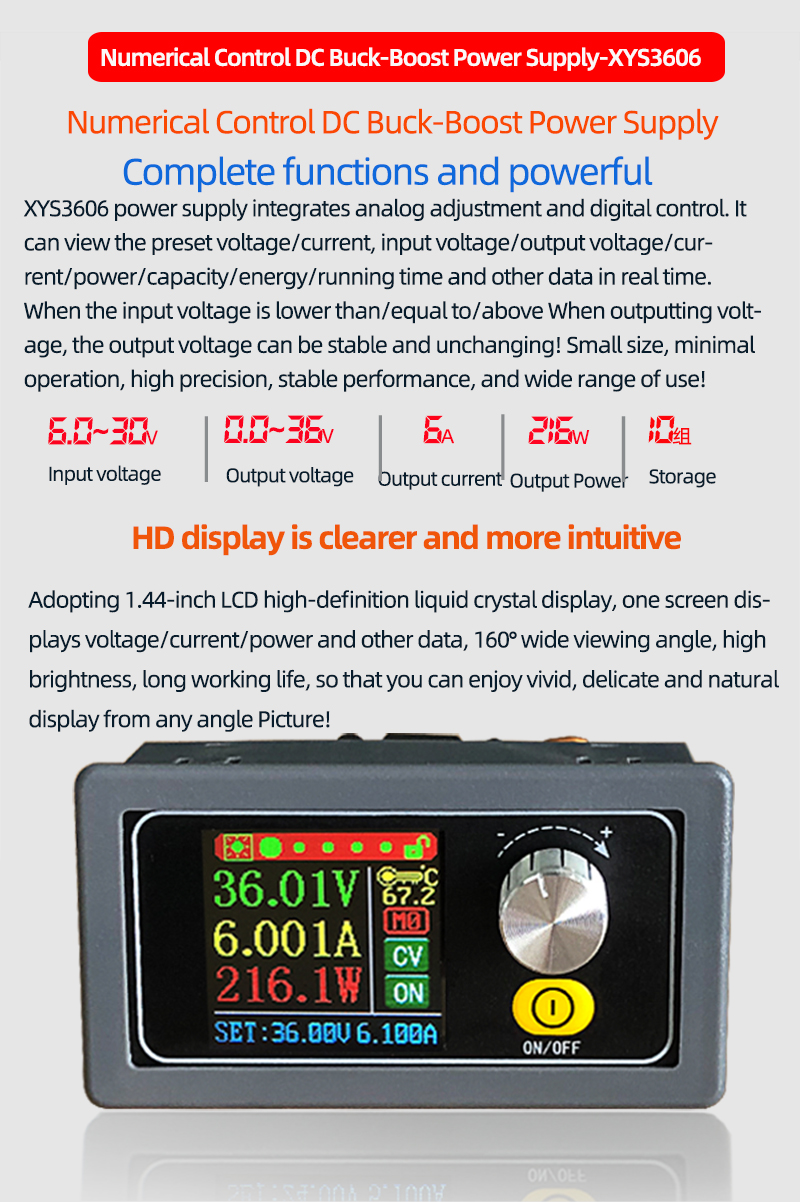 Numerical Control DC Buck-Boost Power Supply-XYS3606
Numerical Control DC Buck-Boost Power Supply
Complete functions and powerful
XYS3606 power supply integrates analog adjustment and digital control. It
can view the preset voltage/current, input voltage/output voltage/cur-
rent/power/capacity/energy/running time and other data in real time.
When the input voltage is lower than/equal to/above When outputting volt-
age, the output voltage can be stable and unchanging! Small size, minimal
operation, high precision, stable performance, and wide range of use!
6.0~30V 0.0~36V 6A 216W 10组
Input voltage Output voltage Output current Output Power Storage
HD display is clearer and more intuitive
Adopting 1.44-inch LCD high-definition liquid crystal display, one screen dis-
plays voltage/current/power and other data, 160° wide viewing angle, high
brightness, long working life, so that you can enjoy vivid, delicate and natural
display from any angle Picture!
- +
36.01V °C
67.2
6.001A M0
CV
216.1W ON
SET:36.00V 6.100A
ON/OFF